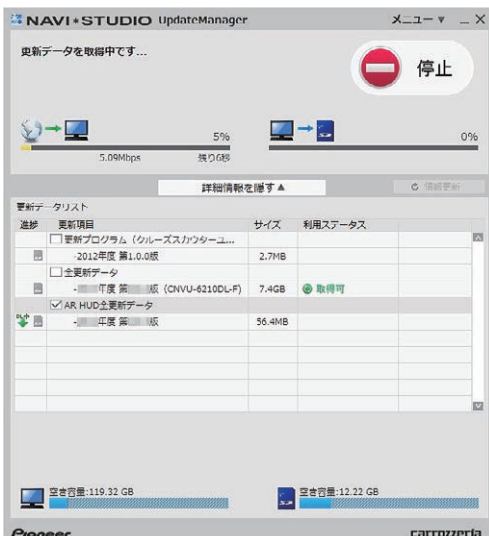 NAVI*STUDIO UpdateManager メニュー ▼ _ X
更新データを取得中です...
停止
5% 0%
5.09Mbps 残り6秒
詳細情報を隠す▲ 情報更新
更新データリスト
進捗 更新項目 サイズ 利用ステータス
更新プログラム（クルーズスカウターユ...
-2012年度 第1.0.0版 2.7MB
全更新データ
- 年度 第 版 (CNVU-6210DL-F) 7.4GB 取得可
AR HUD全更新データ
- 年度 第 版 56.4MB
空き容量:119.32 GB 空き容量:12.22 GB
Pioneer carrozzeria